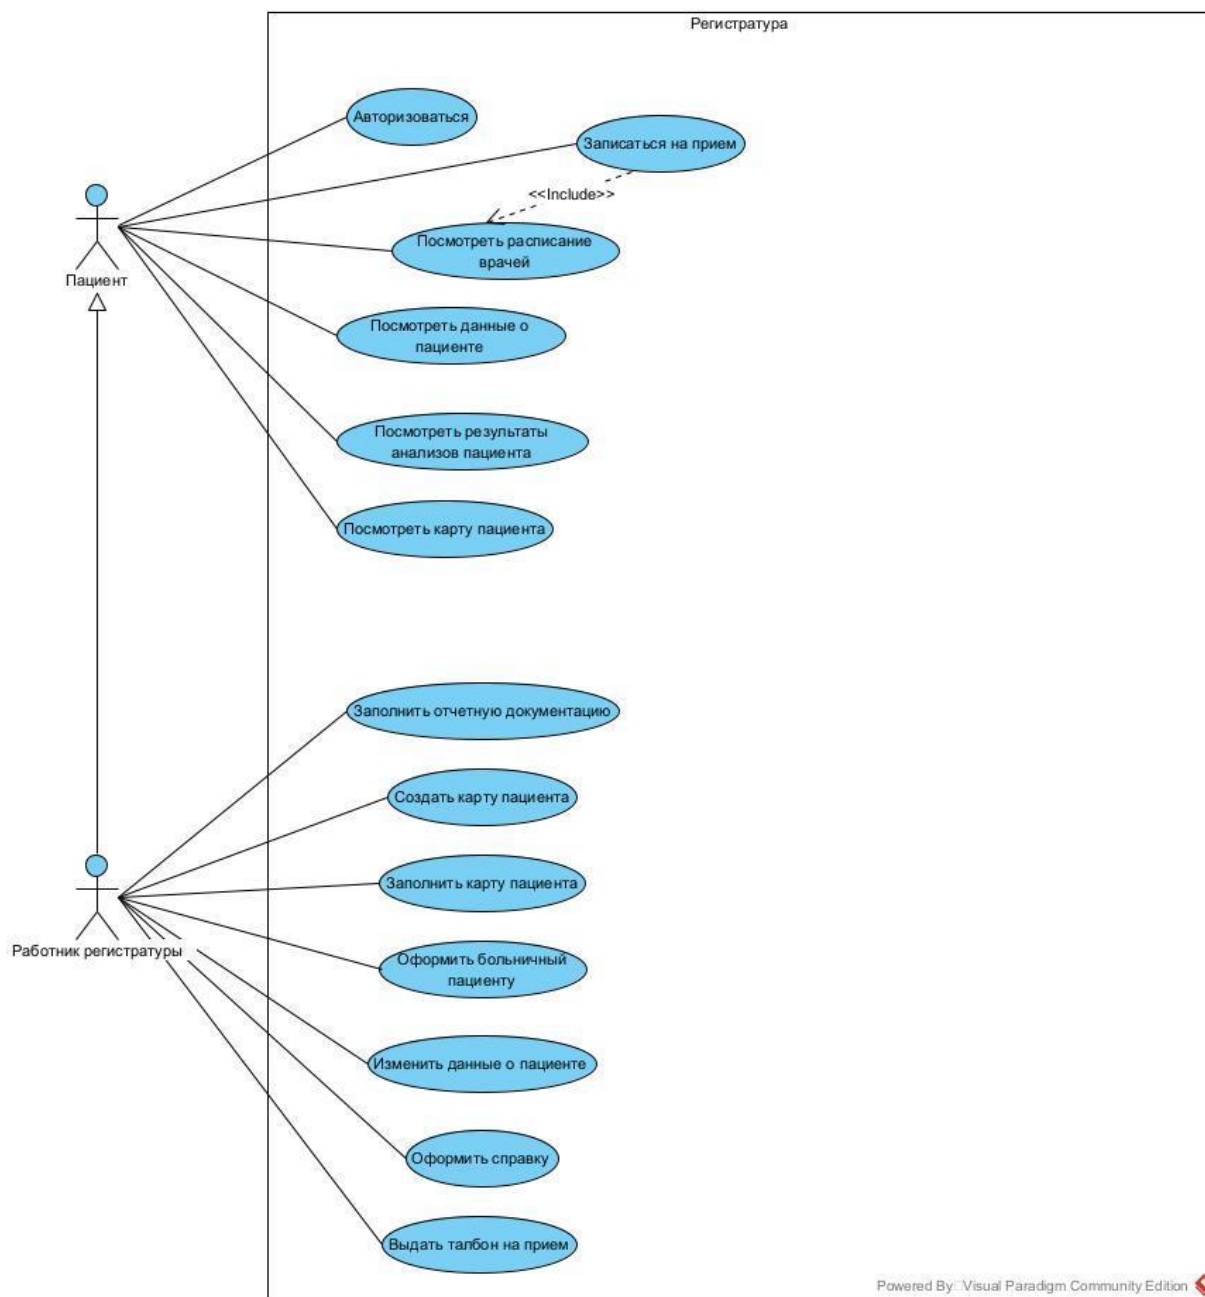 Регистратура
Авторизоваться
Записаться на прием
<<Include>>
Посмотреть расписание
врачей
Пациент
Посмотреть данные о
пациенте
Посмотреть результаты
анализов пациента
Посмотреть карту пациента
Заполнить отчетную документацию
Создать карту пациента
Заполнить карту пациента
Работник регистратуры
Оформить больничный
пациенту
Изменить данные о пациенте
Оформить справку
Выдать талбон на прием
Powered By Visual Paradigm Community Edition